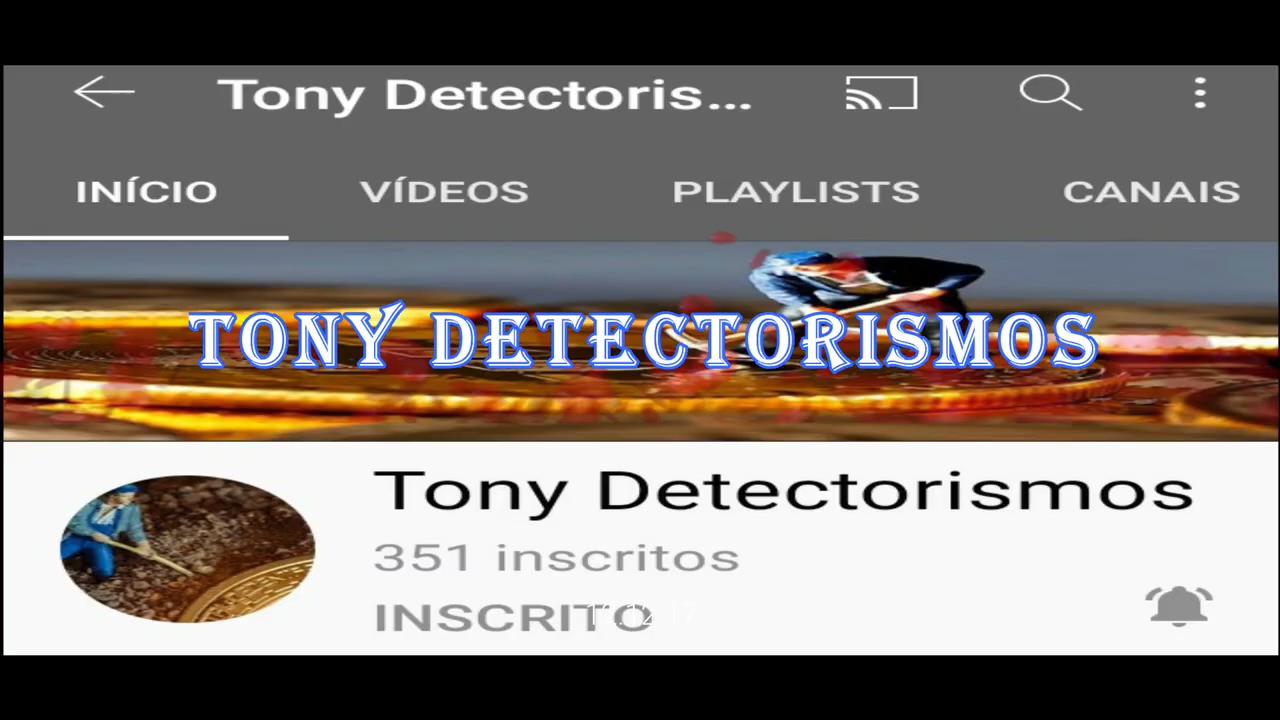 Tony Detectoris...
INÍCIO VÍDEOS PLAYLISTS CANAIS
TONY DETECTORISMOS
Tony Detectorismos
351 inscritos
INSCRITO